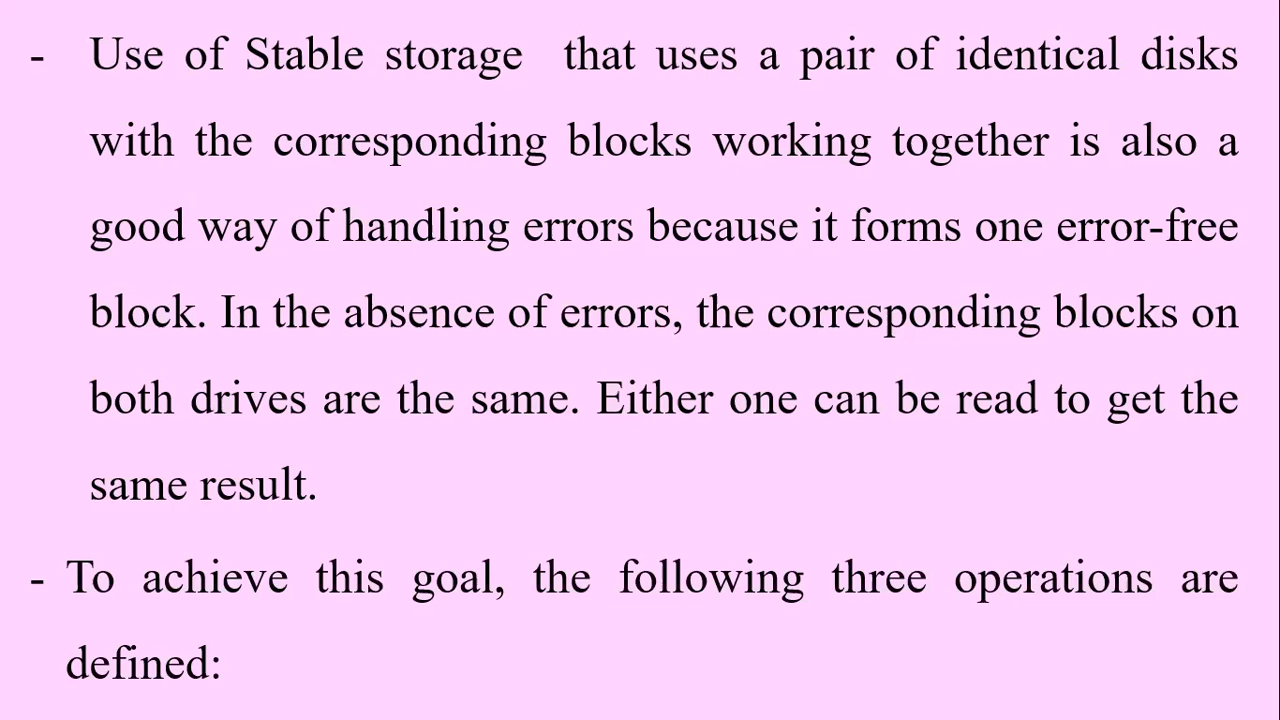 - Use of Stable storage that uses a pair of identical disks
with the corresponding blocks working together is also a
good way of handling errors because it forms one error-free
block. In the absence of errors, the corresponding blocks on
both drives are the same. Either one can be read to get the
same result.
- To achieve this goal, the following three operations are
defined: